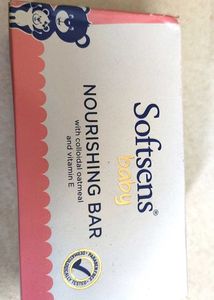 Softsens®
baby
NOURISHING BAR
with colloidal oatmeal
and vitamin E